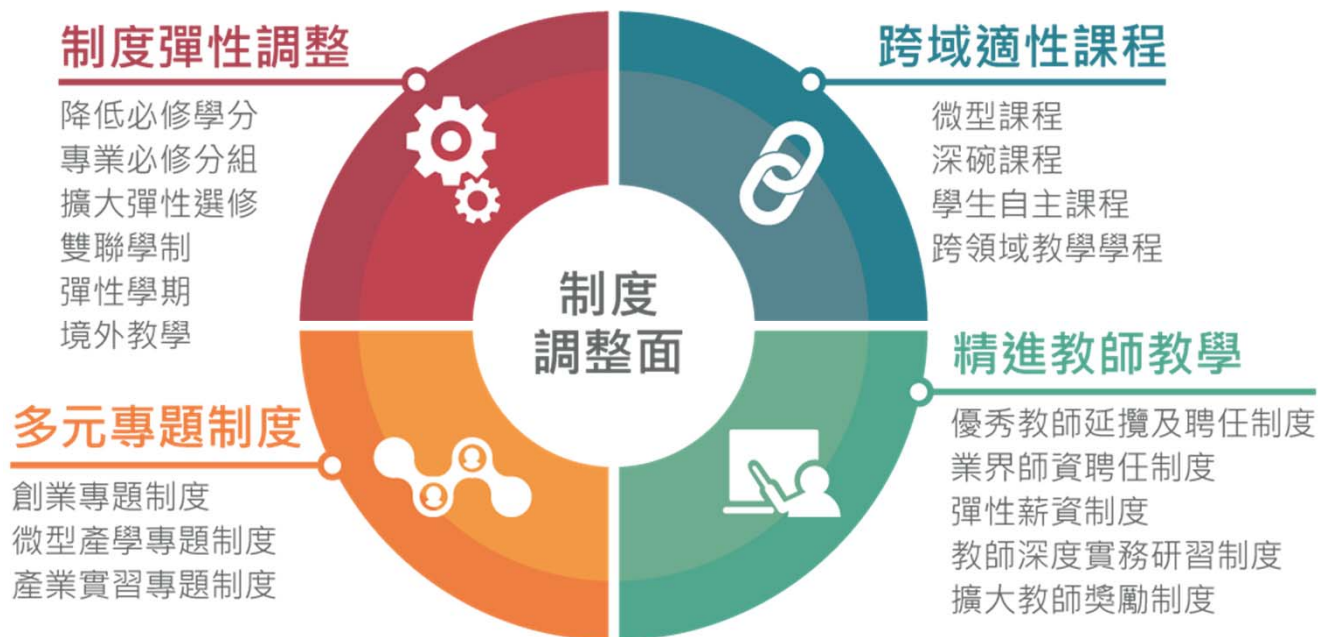 制度彈性調整
降低必修學分
專業必修分組
擴大彈性選修
雙聯學制
彈性學期
境外教學
跨域適性課程
微型課程
深碗課程
學生自主課程
跨領域教學學程
制度
調整面
多元專題制度
創業專題制度
微型產學專題制度
產業實習專題制度
精進教師教學
優秀教師延攬及聘任制度
業界師資聘任制度
彈性薪資制度
教師深度實務研習制度
擴大教師獎勵制度